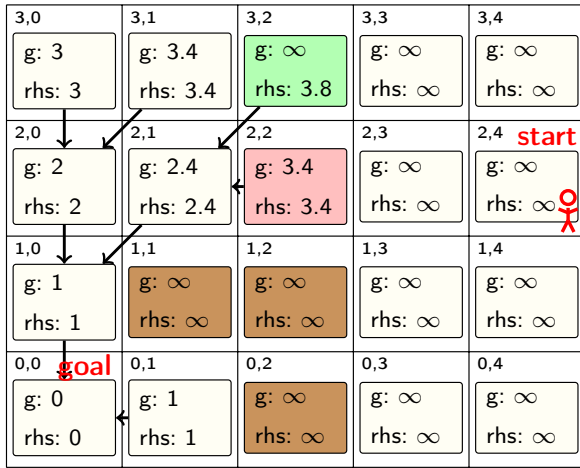 3,0 3,1 3,2 3,3 3,4
g: 3 g: 3.4 g: ∞ g: ∞ g: ∞
rhs: 3 rhs: 3.4 rhs: 3.8 rhs: ∞ rhs: ∞
2,0 2,1 2,2 2,3 2,4 start
g: 2 g: 2.4 g: 3.4 g: ∞ g: ∞
rhs: 2 rhs: 2.4 rhs: 3.4 rhs: ∞ rhs: ∞
1,0 1,1 1,2 1,3 1,4
g: 1 g: ∞ g: ∞ g: ∞ g: ∞
rhs: 1 rhs: ∞ rhs: ∞ rhs: ∞ rhs: ∞
0,0 goal 0,1 0,2 0,3 0,4
g: 0 g: 1 g: ∞ g: ∞ g: ∞
rhs: 0 rhs: 1 rhs: ∞ rhs: ∞ rhs: ∞